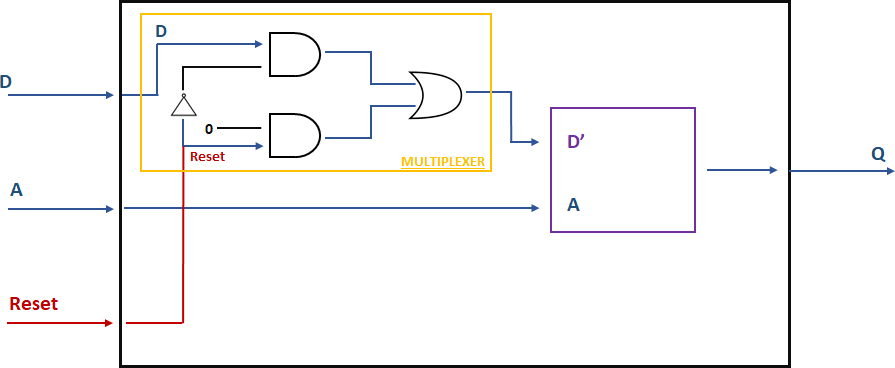 D
D
0
Reset
MULTIPLEXER
D’
Q
A
A
Reset